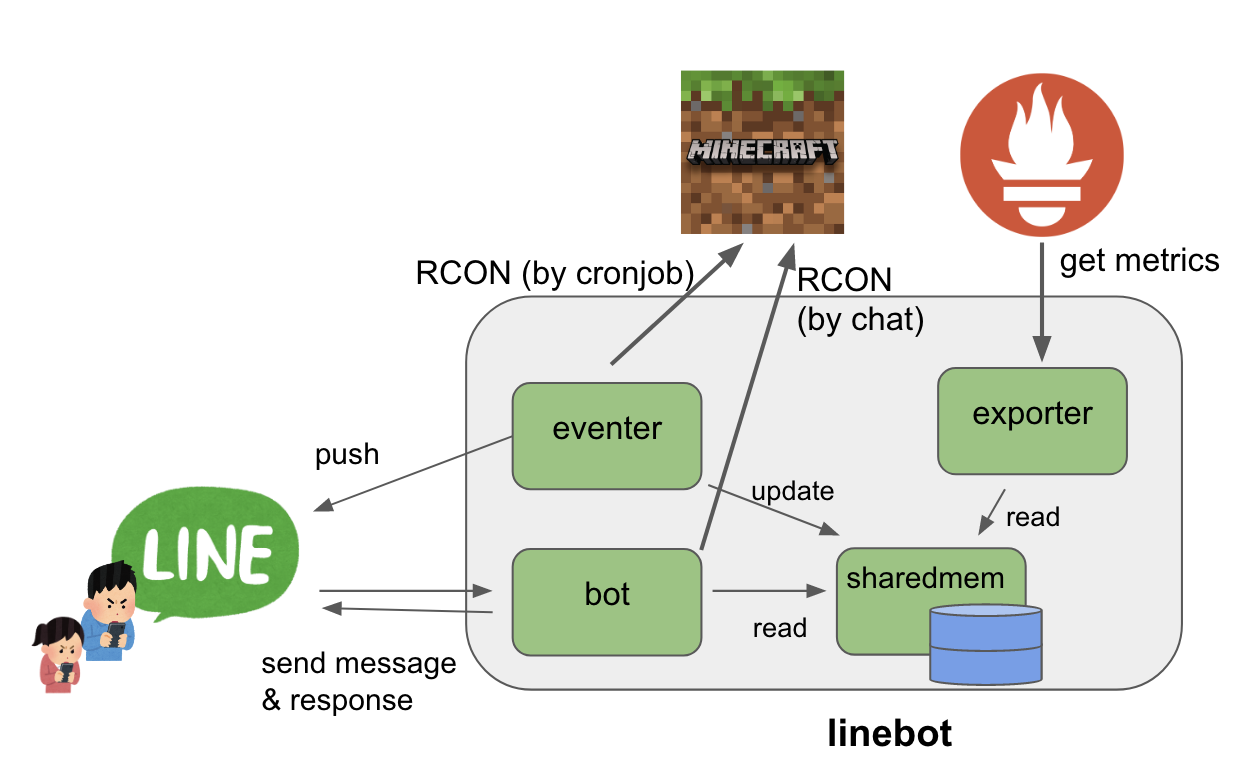 MINECRAFT
RCON (by cronjob)
RCON
(by chat)
get metrics
eventer
exporter
push
update
read
LINE
bot
sharedmem
read
send message
& response
linebot